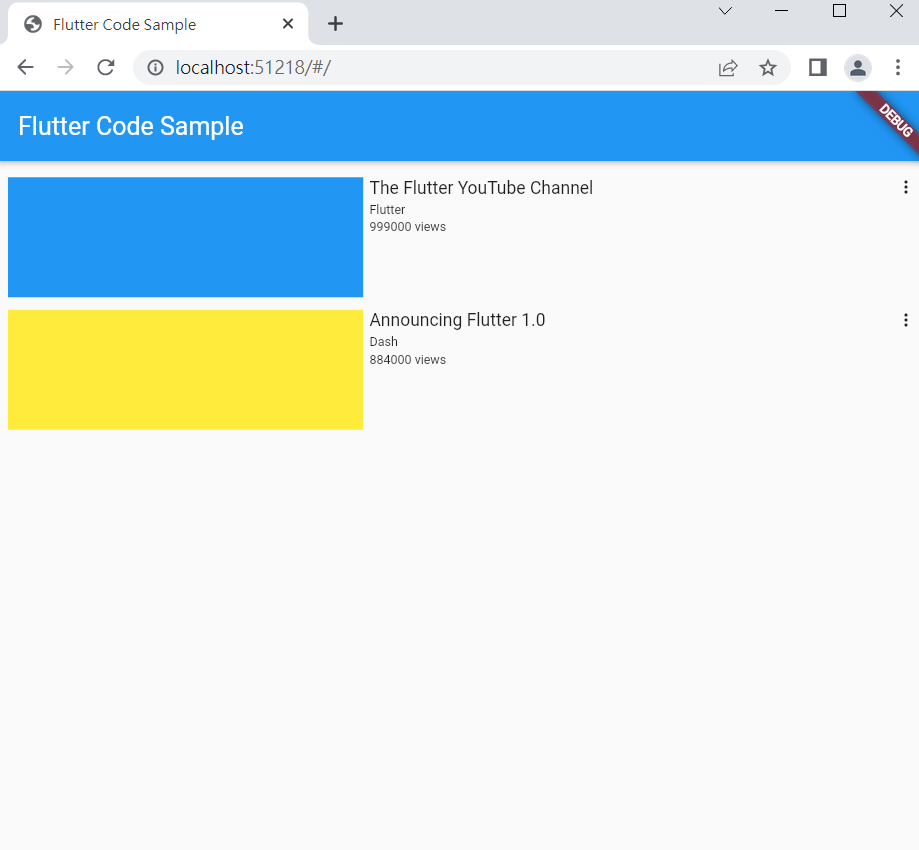 Flutter Code Sample
localhost:51218/#/
Flutter Code Sample
DEBUG
The Flutter YouTube Channel
Flutter
999000 views
Announcing Flutter 1.0
Dash
884000 views